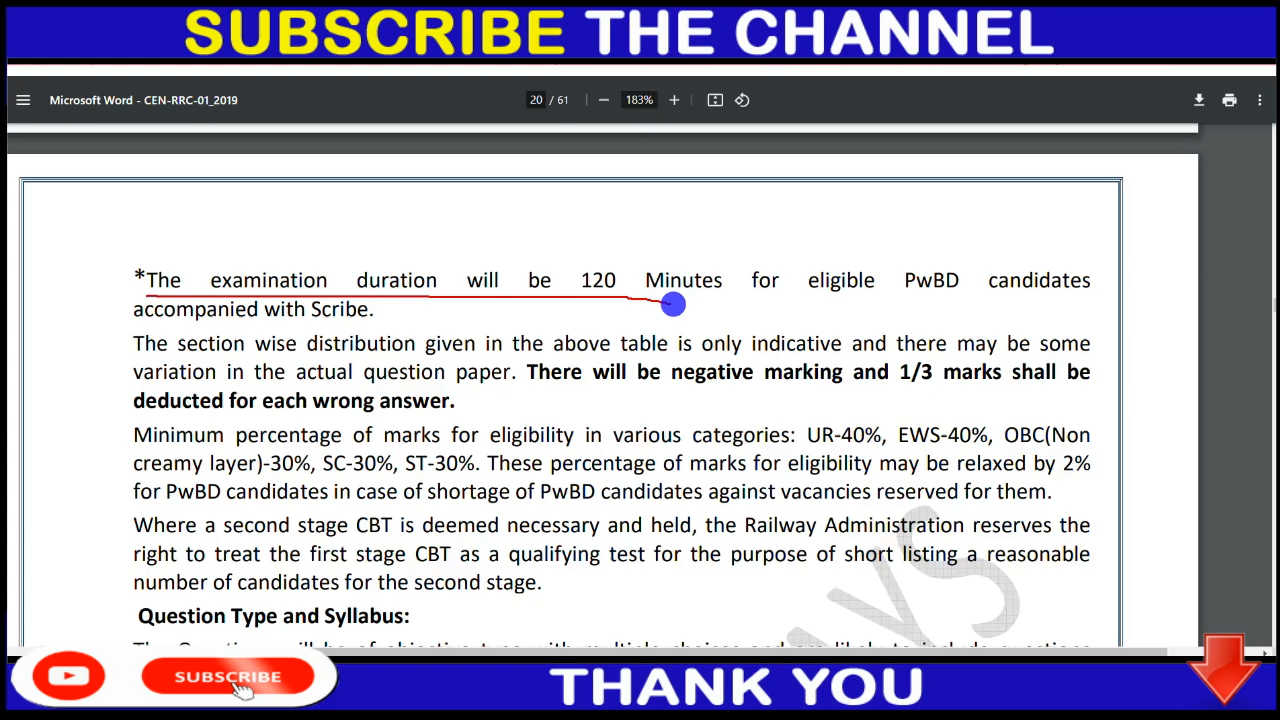 SUBSCRIBE THE CHANNEL
Microsoft Word - CEN-RRC-01_2019
20 / 61
183%
*The examination duration will be 120 Minutes for eligible PwBD candidates
accompanied with Scribe.
The section wise distribution given in the above table is only indicative and there may be some
variation in the actual question paper. There will be negative marking and 1/3 marks shall be
deducted for each wrong answer.
Minimum percentage of marks for eligibility in various categories: UR-40%, EWS-40%, OBC(Non
creamy layer)-30%, SC-30%, ST-30%. These percentage of marks for eligibility may be relaxed by 2%
for PwBD candidates in case of shortage of PwBD candidates against vacancies reserved for them.
Where a second stage CBT is deemed necessary and held, the Railway Administration reserves the
right to treat the first stage CBT as a qualifying test for the purpose of short listing a reasonable
number of candidates for the second stage.
Question Type and Syllabus:
SUBSCRIBE
THANK YOU